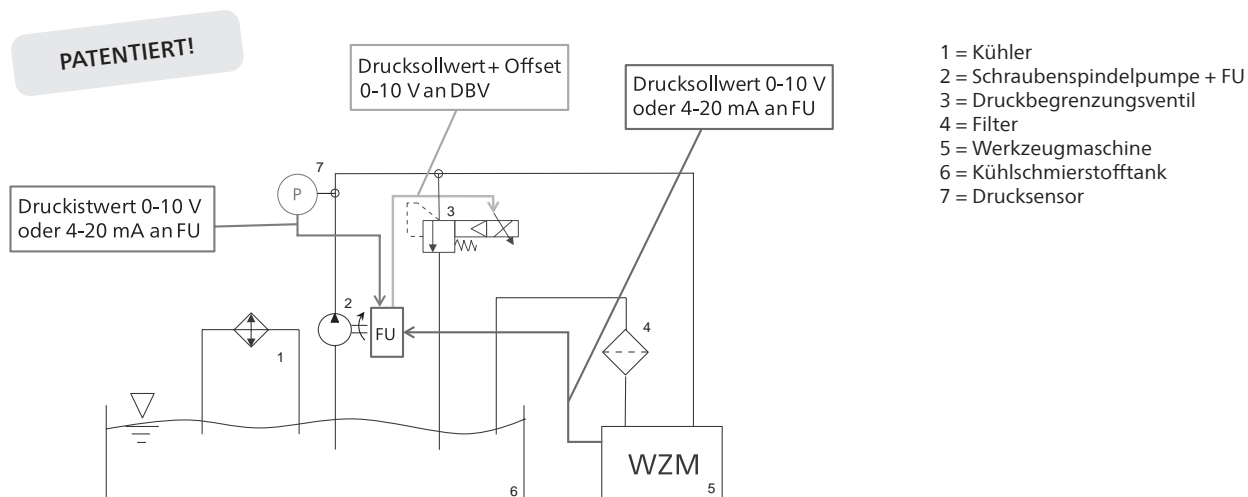 PATENTIERT!
Drucksollwert + Offset
0-10 V an DBV
Drucksollwert 0-10 V
oder 4-20 mA an FU
1 = Kühler
2 = Schraubenspindelpumpe + FU
3 = Druckbegrenzungsventil
4 = Filter
5 = Werkzeugmaschine
6 = Kühlschmierstofftank
7 = Drucksensor
7
P
Druckistwert 0-10 V
oder 4-20 mA an FU
3
2
FU
1
4
WZM
5
6